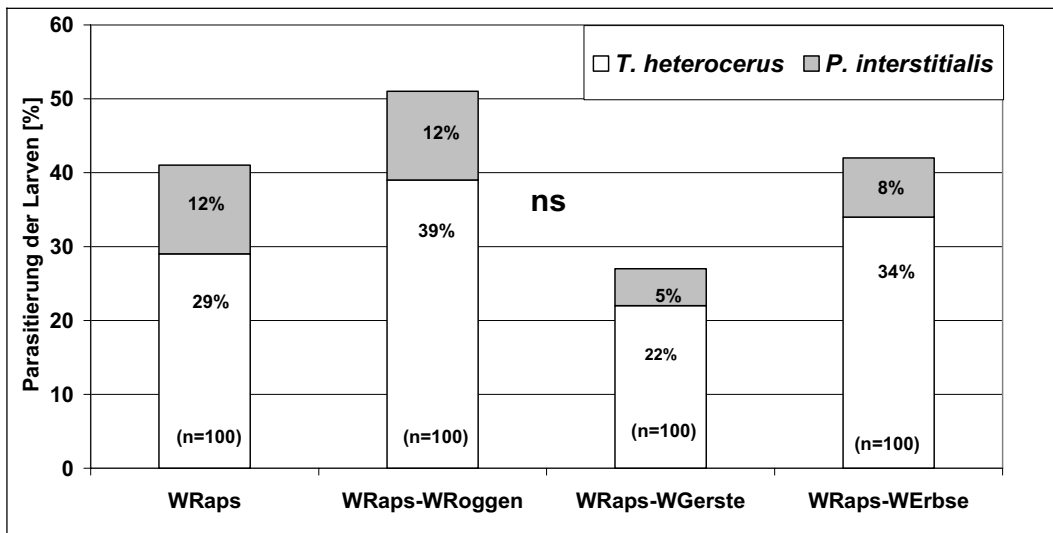 Parasitierung der Larven [%]
60
50
40
30
20
10
0
T. heterocerus P. interstitialis
12%
29%
(n=100)
12%
39%
(n=100)
ns
5%
22%
(n=100)
8%
34%
(n=100)
WRaps WRaps-WRoggen WRaps-WGerste WRaps-WErbse